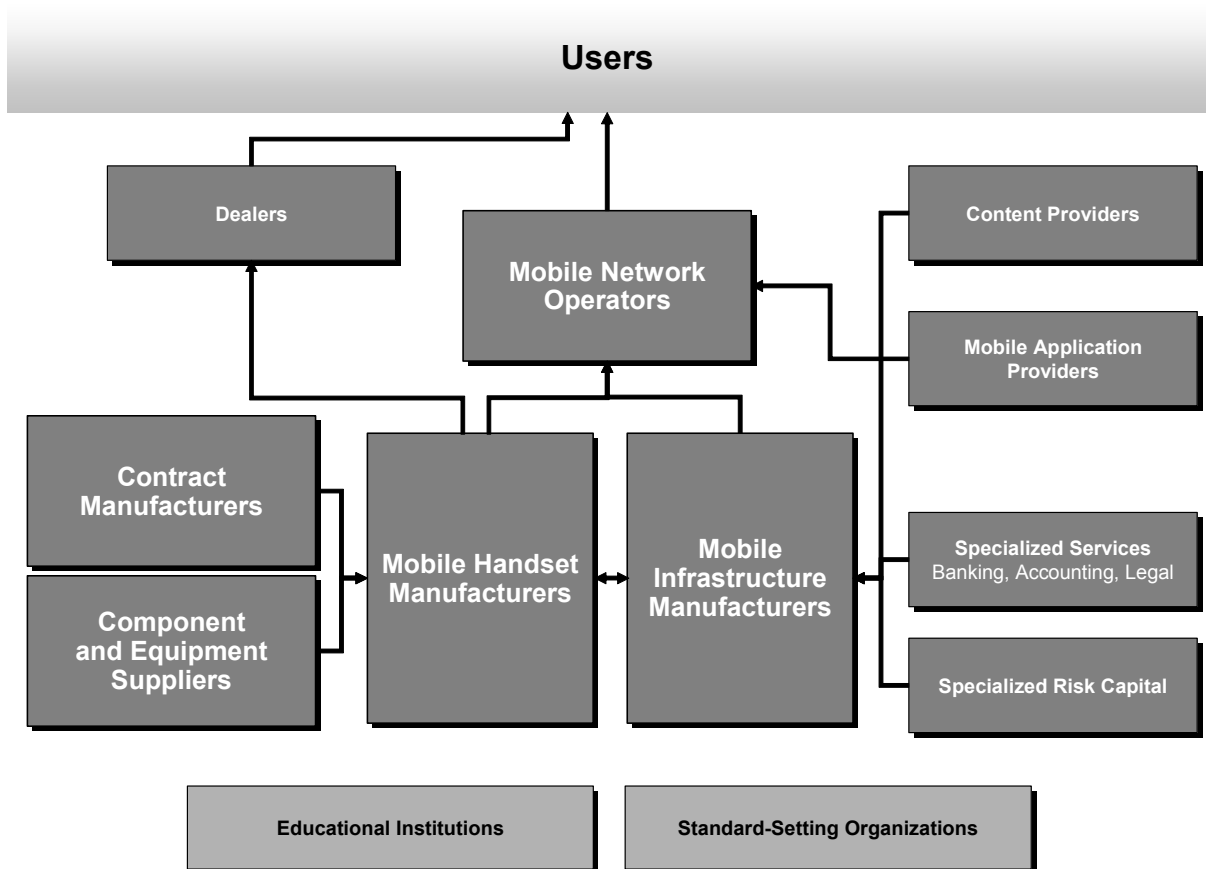 Users
Dealers
Content Providers
Mobile Network
Operators
Mobile Application
Providers
Contract
Manufacturers
Mobile Handset
Manufacturers
Mobile
Infrastructure
Manufacturers
Specialized Services
Banking, Accounting, Legal
Component
and Equipment
Suppliers
Specialized Risk Capital
Educational Institutions
Standard-Setting Organizations